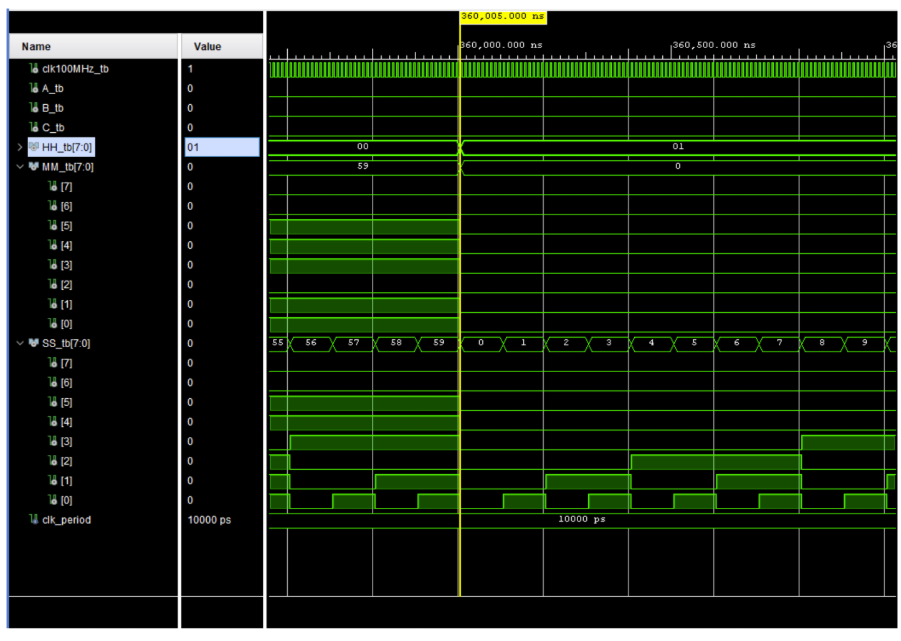 360,005.000 ns
Name Value 360,000.000 ns 360,500.000 ns 36
clk100MHz_tb 1
A_tb 0
B_tb 0
C_tb 0
HH_tb[7:0] 01 00 01
MM_tb[7:0] 0 59 0
[7] 0
[6] 0
[5] 0
[4] 0
[3] 0
[2] 0
[1] 0
[0] 0
SS_tb[7:0] 0 55 56 57 58 59 0 1 2 3 4 5 6 7 8 9
[7] 0
[6] 0
[5] 0
[4] 0
[3] 0
[2] 0
[1] 0
[0] 0
clk_period 10000 ps 10000 ps